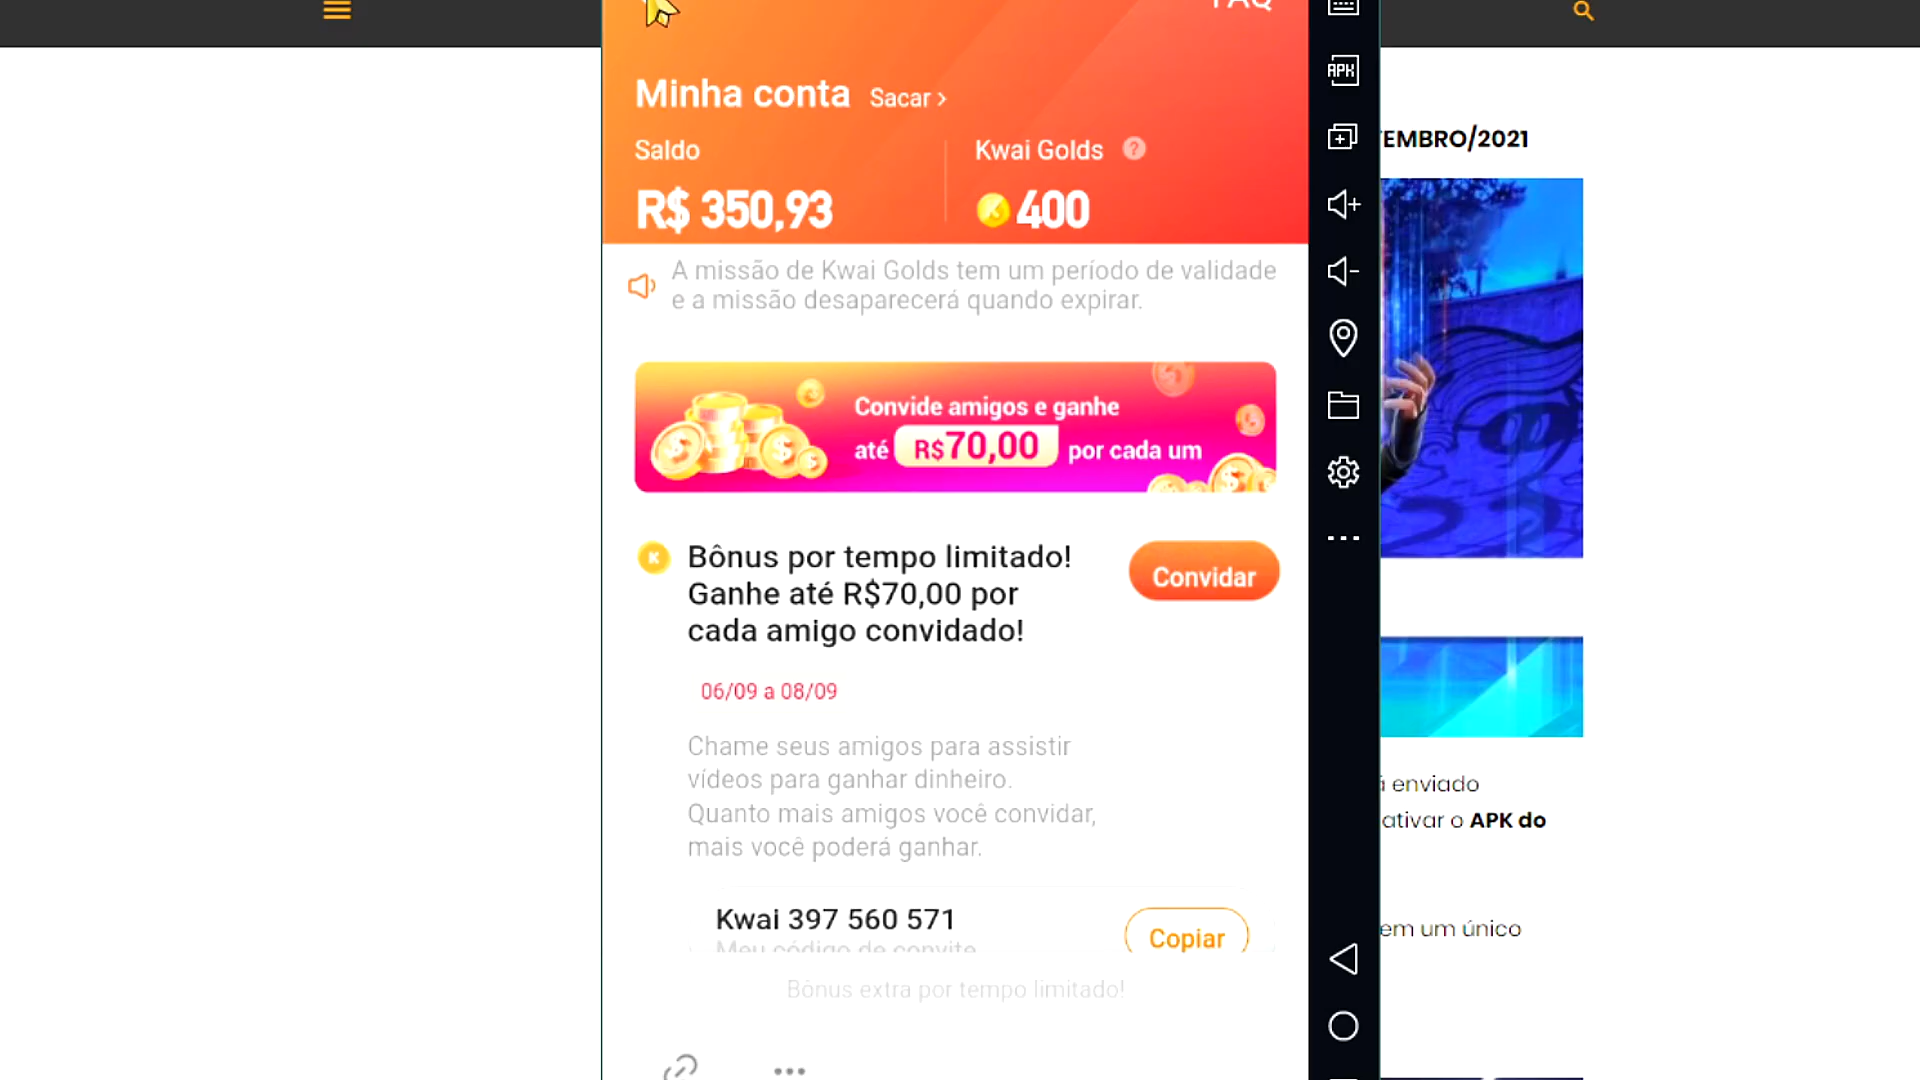 FAQ
Minha conta Sacar >
Saldo
Kwai Golds ?
R$ 350,93
400
A missão de Kwai Golds tem um período de validade
e a missão desaparecerá quando expirar.
Convide amigos e ganhe
até R$70,00 por cada um
Bônus por tempo limitado!
Ganhe até R$70,00 por
cada amigo convidado!
Convidar
06/09 a 08/09
Chame seus amigos para assistir
vídeos para ganhar dinheiro.
Quanto mais amigos você convidar,
mais você poderá ganhar.
Kwai 397 560 571
Meu código de convite
Copiar
Bônus extra por tempo limitado!
APK
TEMBRO/2021
á enviado
ativar o APK do
em um único